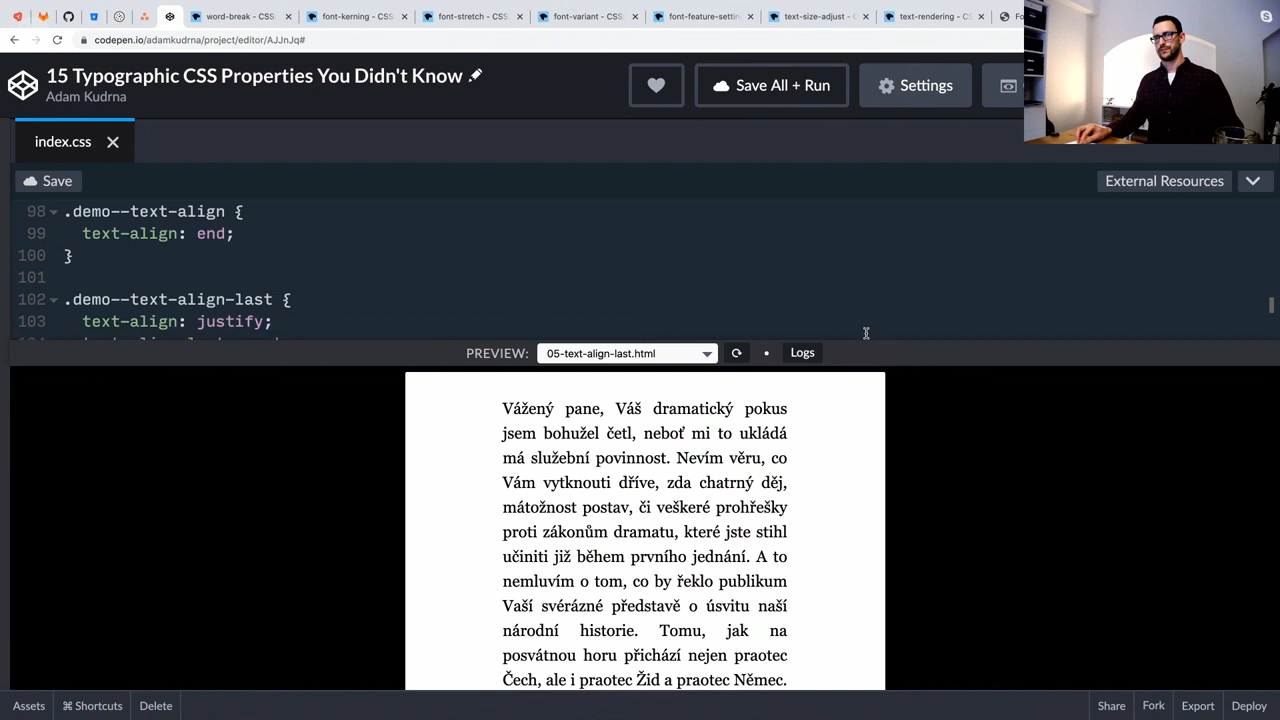 word-break - CSS:
font-kerning - CSS
font-stretch - CSS
font-variant - CSS:
font-feature-settin
text-size-adjust - C
text-rendering - CS
codepen.io/adamkudrna/project/editor/AJJnJq#
15 Typographic CSS Properties You Didn't Know
Adam Kudrna
Save All + Run
Settings
index.css
Save
External Resources
98 .demo--text-align {
99 text-align: end;
100 }
101
102 .demo--text-align-last {
103 text-align: justify;
PREVIEW: 05-text-align-last.html Logs
Vážený pane, Váš dramatický pokus
jsem bohužel četl, neboť mi to ukládá
má služební povinnost. Nevím věru, co
Vám vytknouti dříve, zda chatrný děj,
mátožnost postav, či veškeré prohřešky
proti zákonům dramatu, které jste stihl
učiniti již během prvního jednání. A to
nemluvím o tom, co by řeklo publikum
Vaší svérázné představě o úsvitu naší
národní historie. Tomu, jak na
posvátnou horu přichází nejen praotec
Čech, ale i praotec Žid a praotec Němec.
Assets ⌘ Shortcuts Delete
Share Fork Export Deploy